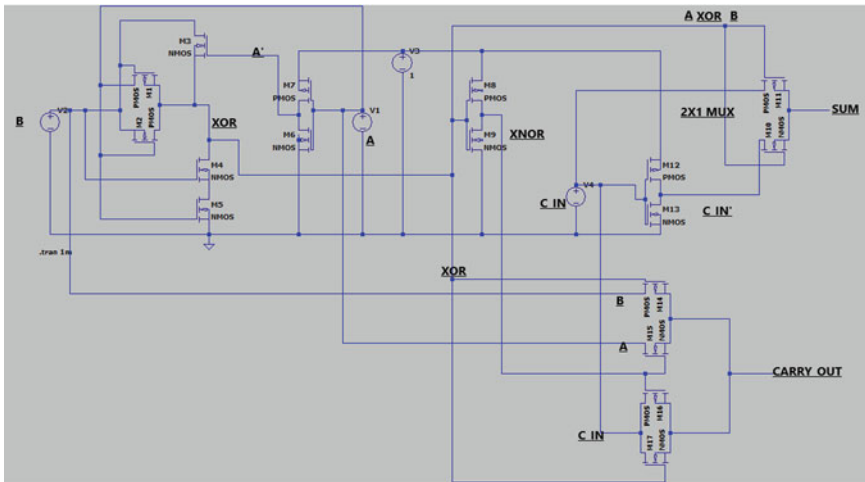 A XOR B
M3
NMOS
A'
V3
1
M7
PMOS
M8
PMOS
PMOS
M1
M2
PMOS
B
V2
XOR
M6
NMOS
V1
A
M9
NMOS
XNOR
2X1 MUX
PMOS
M11
M10
NMOS
SUM
M4
NMOS
M5
NMOS
M12
PMOS
V4
C IN
M13
NMOS
C IN'
.tran 1m
XOR
B
PMOS
M14
M15
NMOS
A
CARRY OUT
PMOS
M16
M17
NMOS
C IN